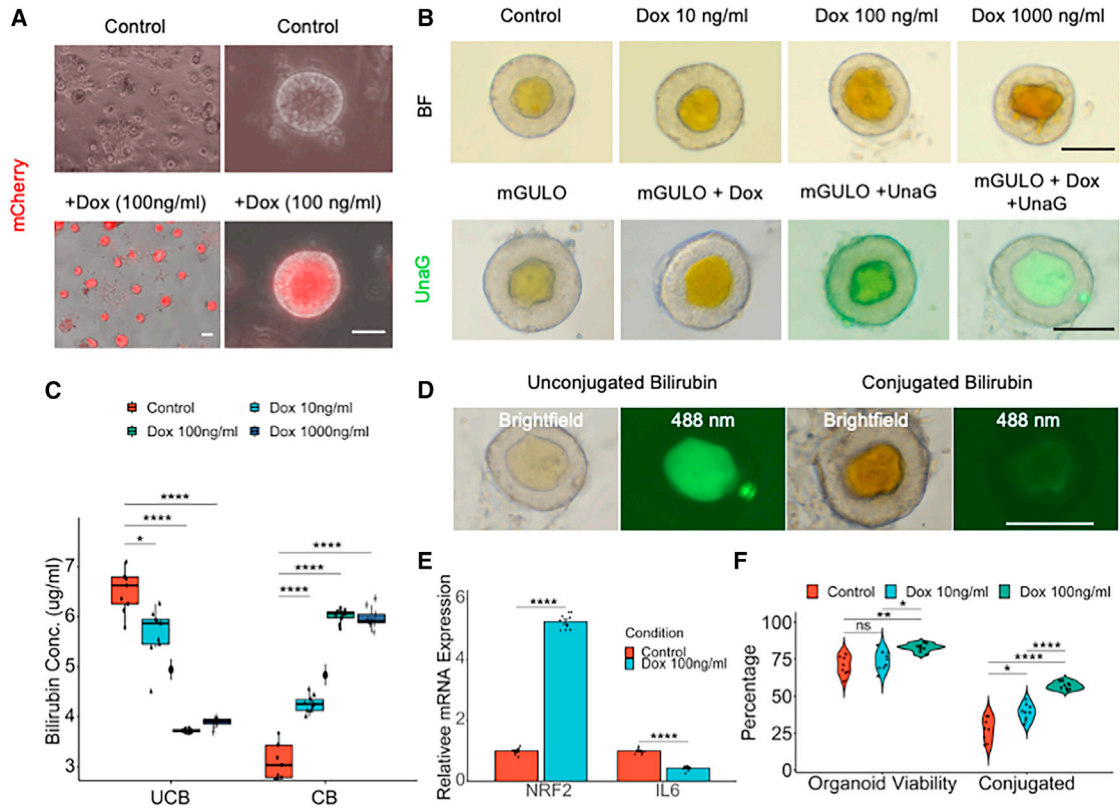 A
Control
Control
mCherry
+Dox (100ng/ml)
+Dox (100 ng/ml)
B
Control
Dox 10 ng/ml
Dox 100 ng/ml
Dox 1000 ng/ml
BF
mGULO
mGULO + Dox
mGULO +UnaG
mGULO + Dox
+UnaG
UnaG
C
Control
Dox 10ng/ml
Dox 100ng/ml
Dox 1000ng/ml
****
****
*
****
****
****
Bilirubin Conc. (ug/ml)
7
6
5
4
3
UCB
CB
D
Unconjugated Bilirubin
Conjugated Bilirubin
Brightfield
488 nm
Brightfield
488 nm
E
Relativee mRNA Expression
6
4
2
0
****
****
Condition
Control
Dox 100ng/ml
NRF2
IL6
F
Control
Dox 10ng/ml
Dox 100ng/ml
Percentage
100
75
50
25
0
*
**
ns
****
****
*
Organoid Viability
Conjugated